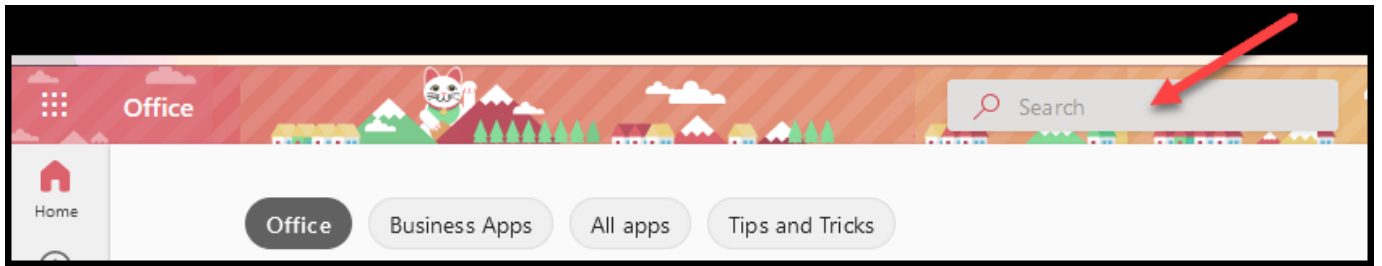 Office
Search
Home
Office
Business Apps
All apps
Tips and Tricks